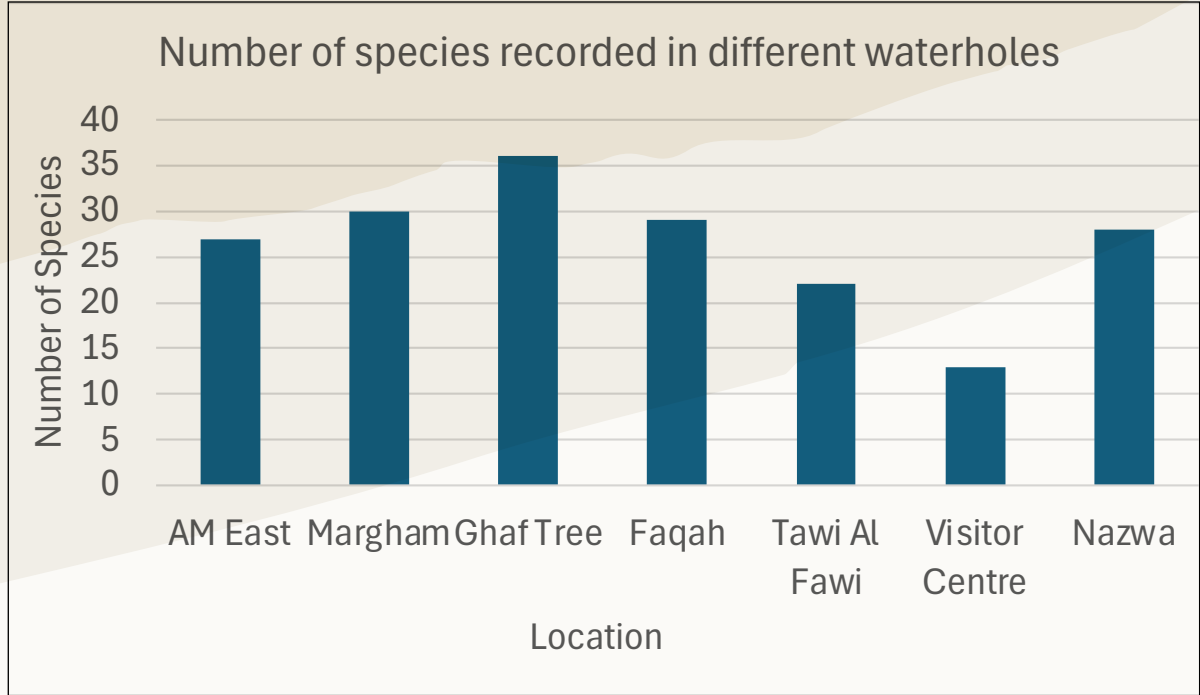 Number of species recorded in different waterholes
Number of Species
40
35
30
25
20
15
10
5
0
AM East Margham Ghaf Tree Faqah Tawi Al Visitor Nazwa
Fawi Centre
Location